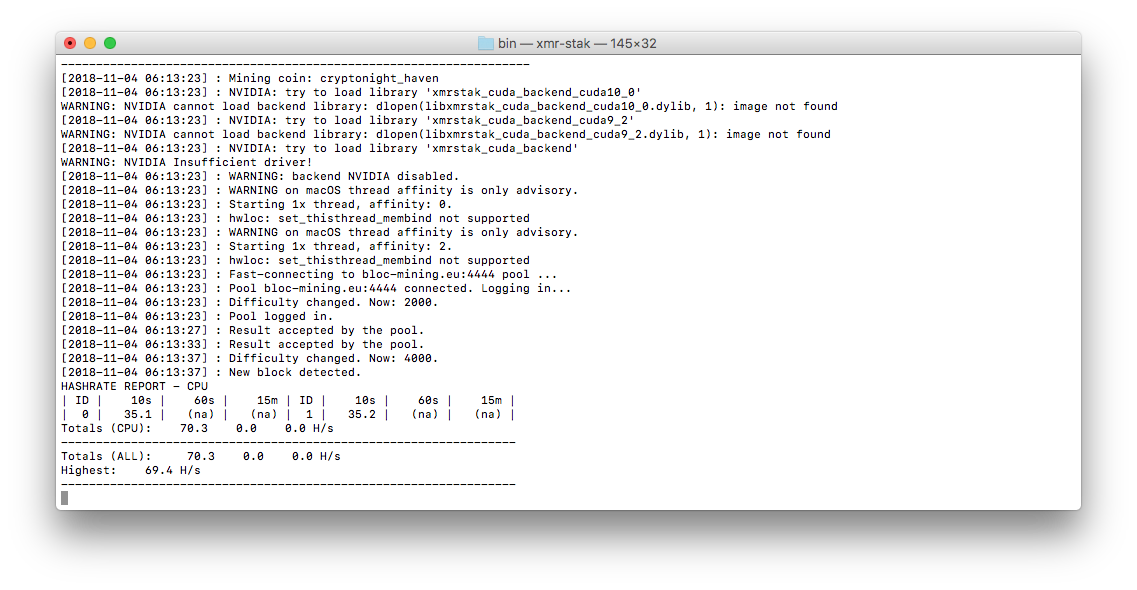 bin — xmr-stak — 145×32
-------------------------------------------------------------------
[2018-11-04 06:13:23] : Mining coin: cryptonight_haven
[2018-11-04 06:13:23] : NVIDIA: try to load library 'xmrstak_cuda_backend_cuda10_0'
WARNING: NVIDIA cannot load backend library: dlopen(libxmrstak_cuda_backend_cuda10_0.dylib, 1): image not found
[2018-11-04 06:13:23] : NVIDIA: try to load library 'xmrstak_cuda_backend_cuda9_2'
WARNING: NVIDIA cannot load backend library: dlopen(libxmrstak_cuda_backend_cuda9_2.dylib, 1): image not found
[2018-11-04 06:13:23] : NVIDIA: try to load library 'xmrstak_cuda_backend'
WARNING: NVIDIA Insufficient driver!
[2018-11-04 06:13:23] : WARNING: backend NVIDIA disabled.
[2018-11-04 06:13:23] : WARNING on macOS thread affinity is only advisory.
[2018-11-04 06:13:23] : Starting 1x thread, affinity: 0.
[2018-11-04 06:13:23] : hwloc: set_thisthread_membind not supported
[2018-11-04 06:13:23] : WARNING on macOS thread affinity is only advisory.
[2018-11-04 06:13:23] : Starting 1x thread, affinity: 2.
[2018-11-04 06:13:23] : hwloc: set_thisthread_membind not supported
[2018-11-04 06:13:23] : Fast-connecting to bloc-mining.eu:4444 pool ...
[2018-11-04 06:13:23] : Pool bloc-mining.eu:4444 connected. Logging in...
[2018-11-04 06:13:23] : Difficulty changed. Now: 2000.
[2018-11-04 06:13:23] : Pool logged in.
[2018-11-04 06:13:27] : Result accepted by the pool.
[2018-11-04 06:13:33] : Result accepted by the pool.
[2018-11-04 06:13:37] : Difficulty changed. Now: 4000.
[2018-11-04 06:13:37] : New block detected.
HASHRATE REPORT - CPU
| ID |    10s |    60s |    15m | ID |    10s |    60s |    15m |
|  0 |   35.1 |   (na) |   (na) |  1 |   35.2 |   (na) |   (na) |
Totals (CPU):    70.3    0.0    0.0 H/s
-----------------------------------------------------------------
Totals (ALL):     70.3    0.0    0.0 H/s
Highest:    69.4 H/s
-----------------------------------------------------------------